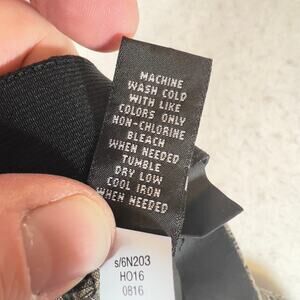 MACHINE
WASH COLD
WITH LIKE
COLORS ONLY
NON-CHLORINE
BLEACH
WHEN NEEDED
TUMBLE
DRY LOW
COOL IRON
WHEN NEEDED
s/6N203
HO16
0816